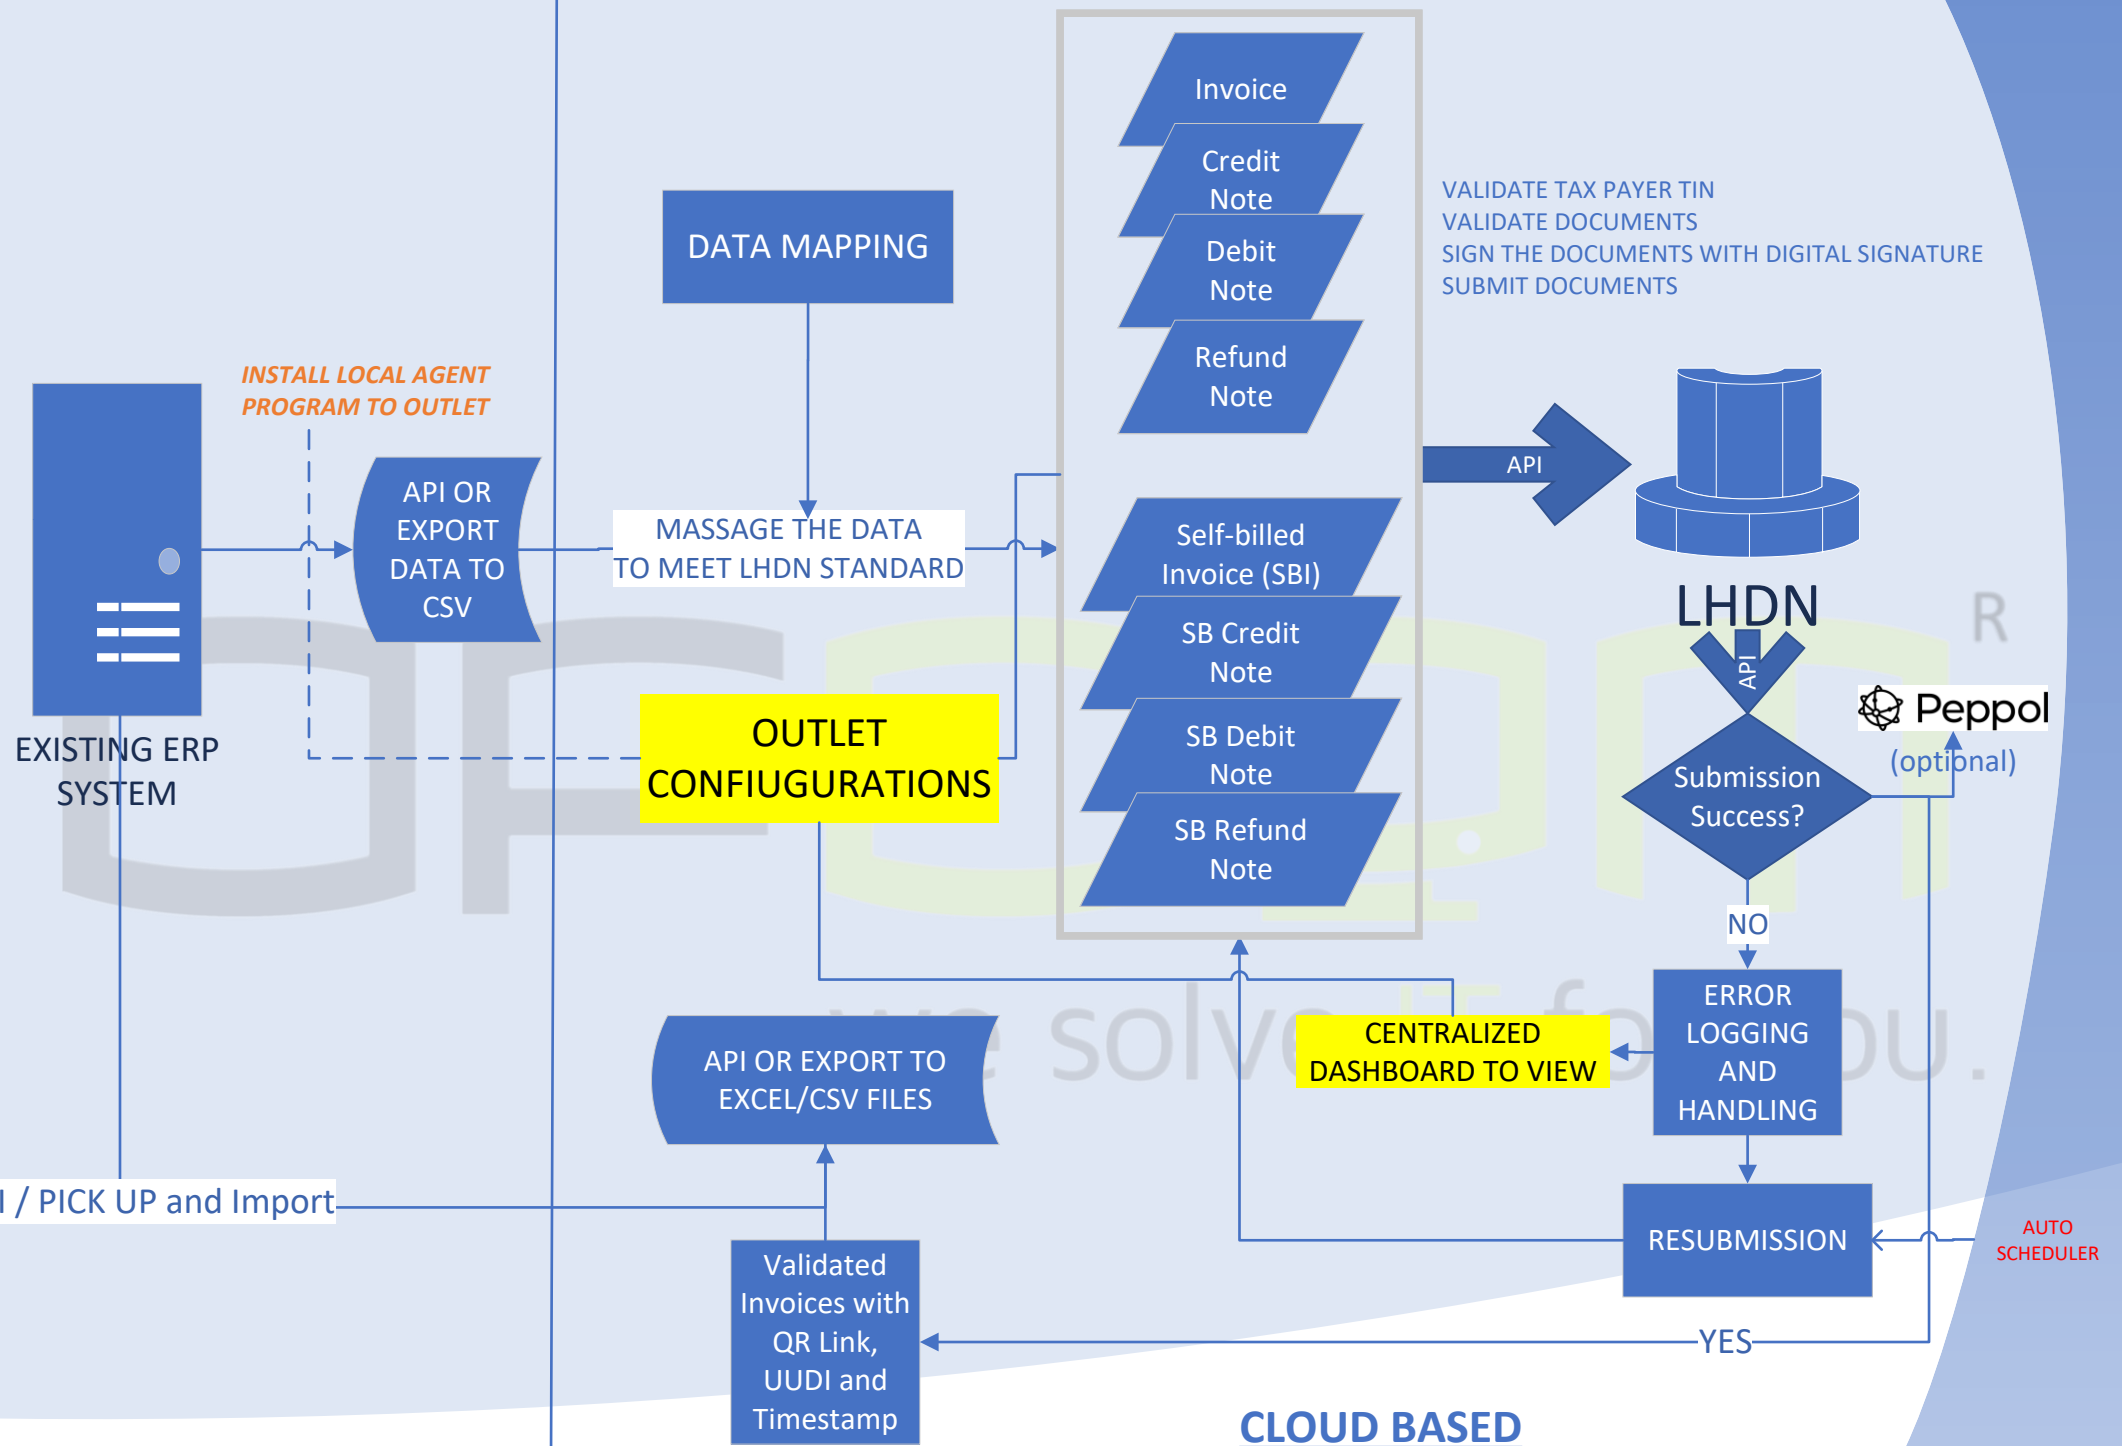 Invoice
Credit
Note
Debit
Note
Refund
Note
VALIDATE TAX PAYER TIN
VALIDATE DOCUMENTS
SIGN THE DOCUMENTS WITH DIGITAL SIGNATURE
SUBMIT DOCUMENTS
DATA MAPPING
INSTALL LOCAL AGENT
PROGRAM TO OUTLET
API OR
EXPORT
DATA TO
CSV
MASSAGE THE DATA
TO MEET LHDN STANDARD
API
Self-billed
Invoice (SBI)
SB Credit
Note
SB Debit
Note
SB Refund
Note
LHDN
R
API
Peppol
(optional)
EXISTING ERP
SYSTEM
OUTLET
CONFIUGURATIONS
Submission
Success?
NO
ERROR
LOGGING
AND
HANDLING
we solve IT for you.
CENTRALIZED
DASHBOARD TO VIEW
API OR EXPORT TO
EXCEL/CSV FILES
I / PICK UP and Import
RESUBMISSION
AUTO
SCHEDULER
Validated
Invoices with
QR Link,
UUDI and
Timestamp
YES
CLOUD BASED